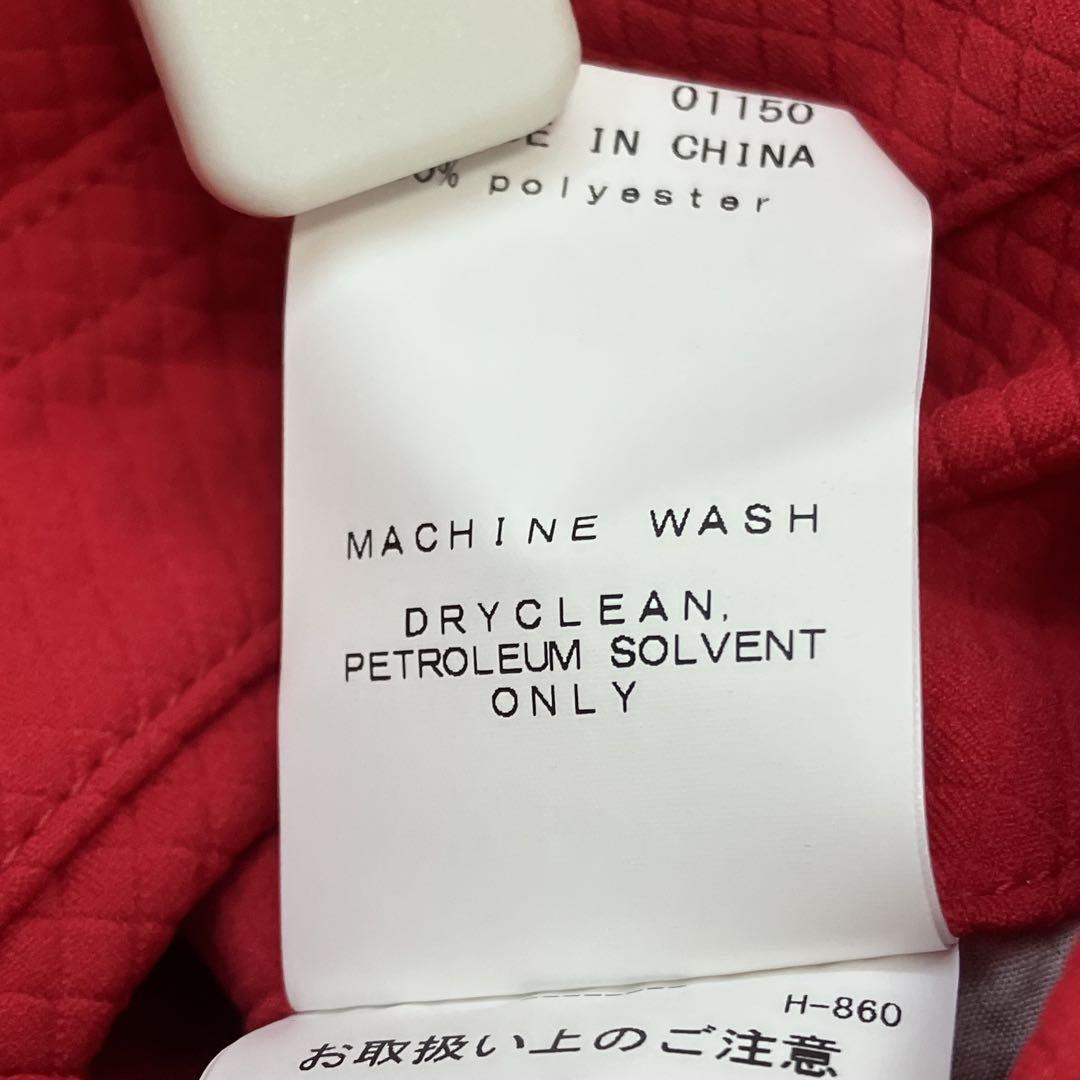 01150
IN CHINA
% polyester
MACHINE WASH
DRYCLEAN,
PETROLEUM SOLVENT
ONLY
H-860
お取扱い上のご注意